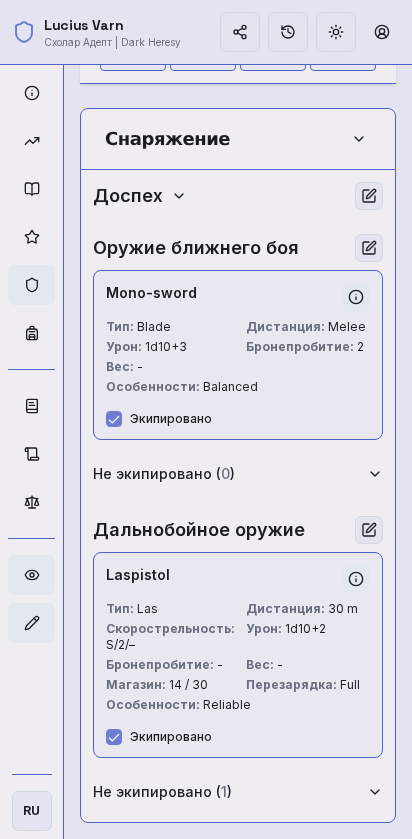 Lucius Varn
Схолар Адепт | Dark Heresy
Снаряжение
Доспех
Оружие ближнего боя
Mono-sword
Тип: Blade Дистанция: Melee
Урон: 1d10+3 Бронепробитие: 2
Вес: -
Особенности: Balanced
Экипировано
Не экипировано (0)
Дальнобойное оружие
Laspistol
Тип: Las Дистанция: 30 m
Скорострельность: Урон: 1d10+2
S/2/–
Бронепробитие: - Вес: -
Магазин: 14 / 30 Перезарядка: Full
Особенности: Reliable
Экипировано
Не экипировано (1)
RU